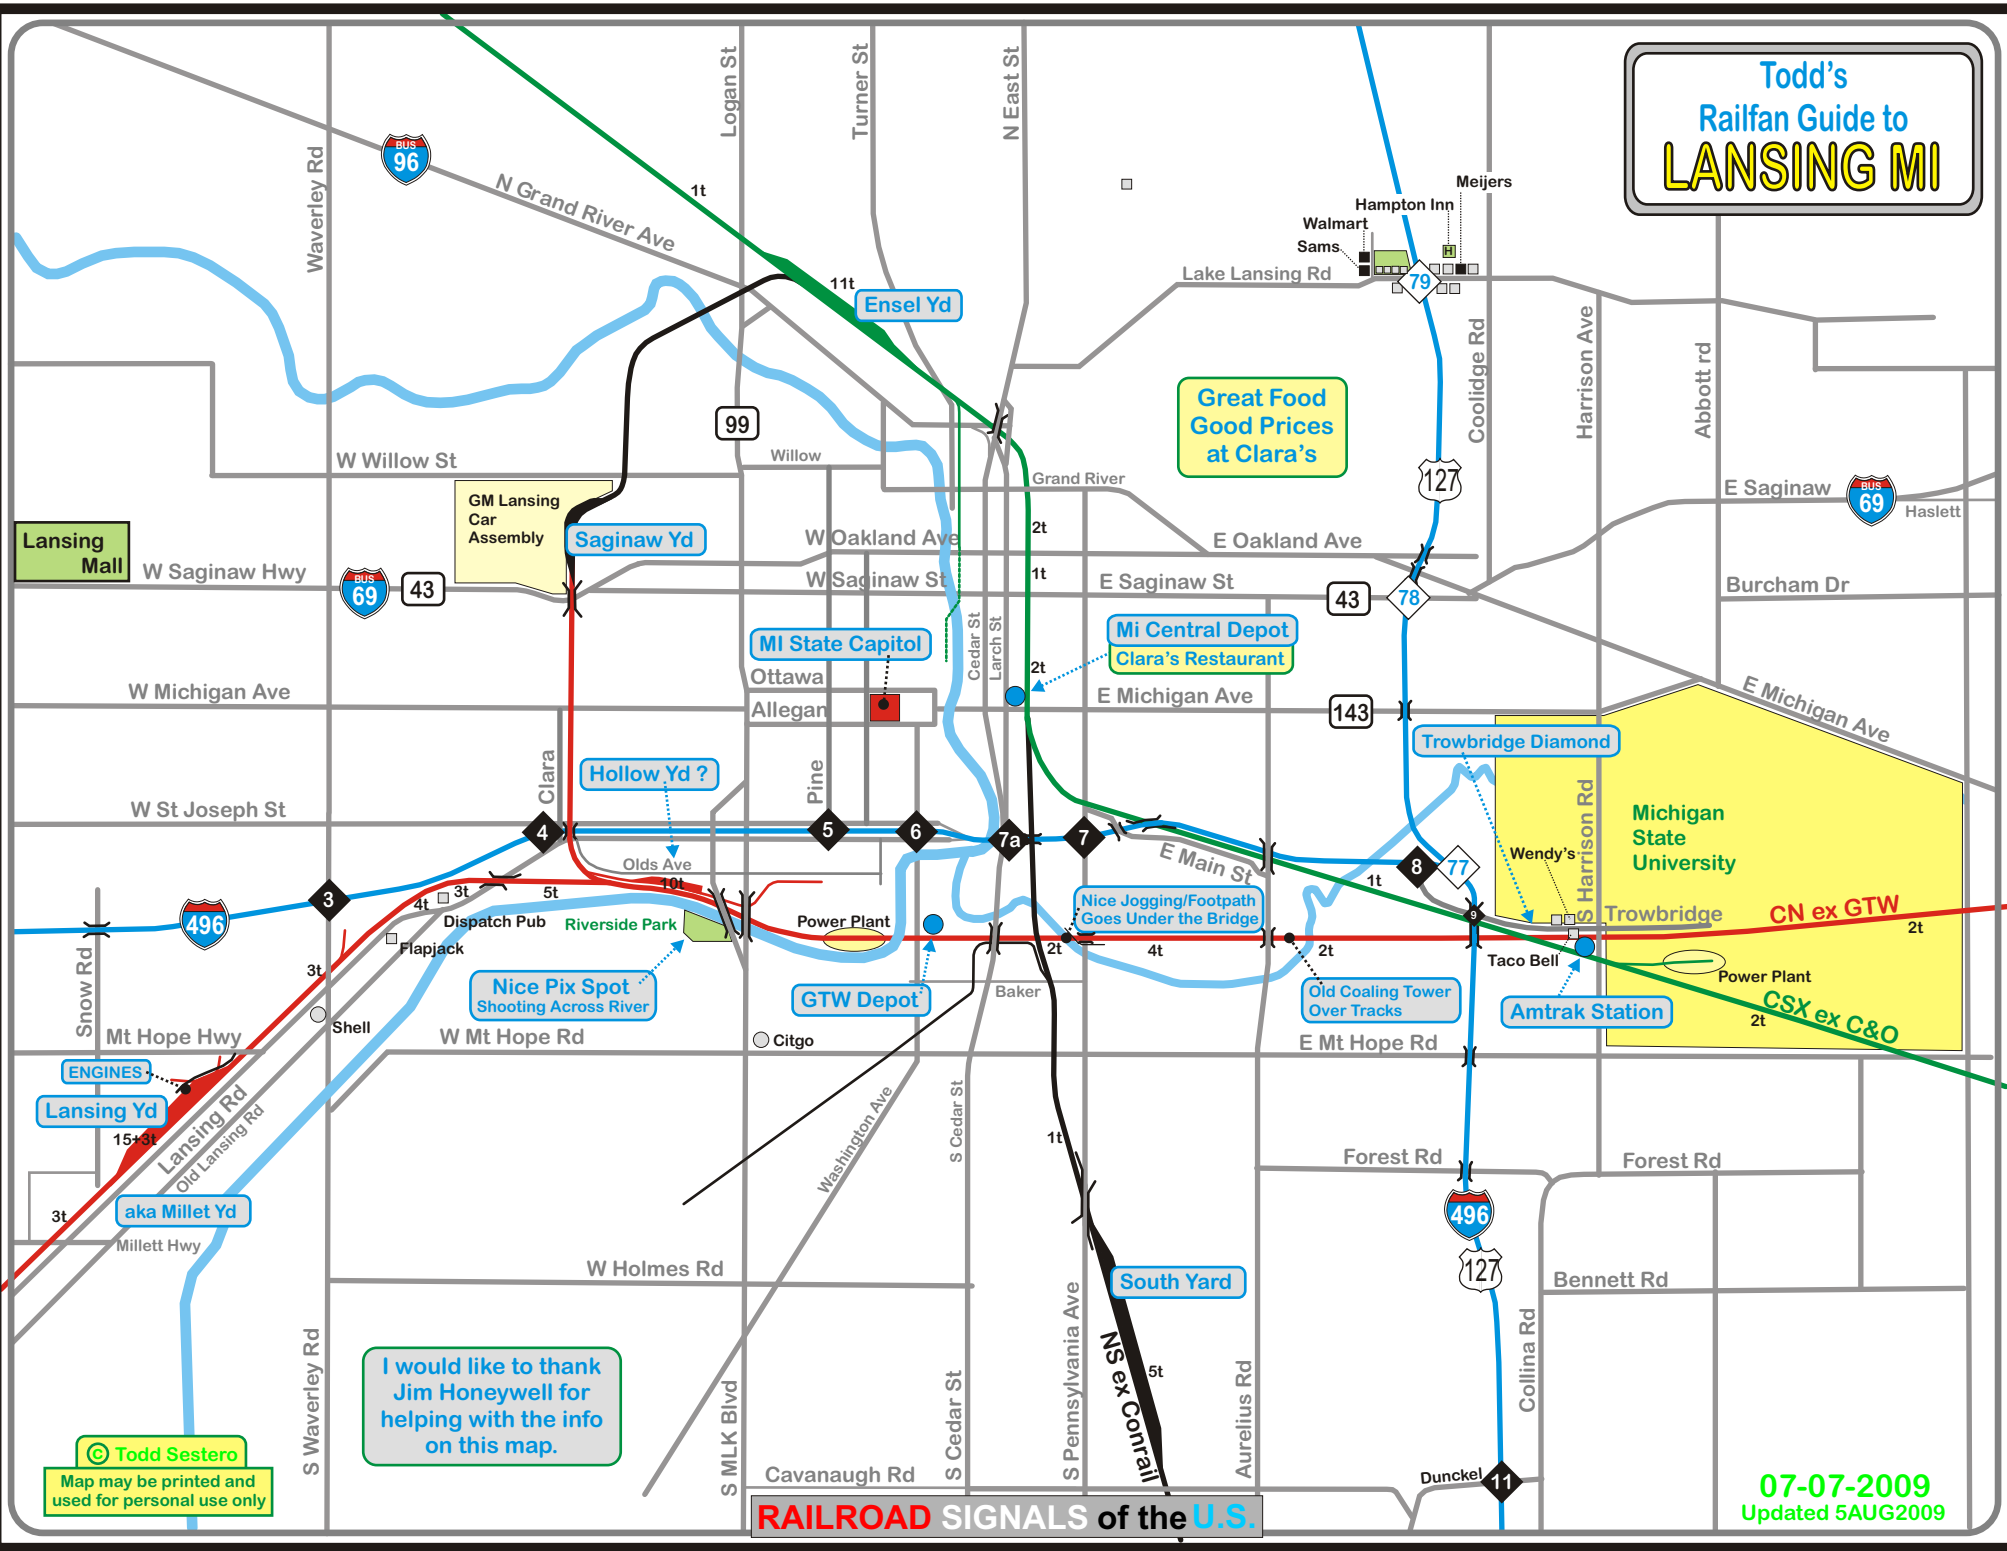 Todd's
Railfan Guide to
LANSING MI
BUS
96
N Grand River Ave
Waverley Rd
Logan St
Turner St
N East St
1t
11t
Ensel Yd
Meijers
Hampton Inn
H
Walmart
Sams
Lake Lansing Rd
79
Coolidge Rd
Harrison Ave
Abbott rd
Great Food
Good Prices
at Clara's
99
W Willow St
Willow
Grand River
127
E Saginaw
BUS
69
Haslett
GM Lansing
Car
Assembly
Saginaw Yd
Lansing
Mall
W Saginaw Hwy
BUS
69
43
W Oakland Ave
E Oakland Ave
2t
1t
W Saginaw St
E Saginaw St
43
78
Burcham Dr
MI State Capitol
Cedar St
Larch St
Mi Central Depot
Clara's Restaurant
2t
W Michigan Ave
Ottawa
Allegan
E Michigan Ave
143
E Michigan Ave
Trowbridge Diamond
Clara
Hollow Yd ?
Pine
W St Joseph St
4
5
6
7a
7
E Main St
8
77
Michigan
State
University
Wendy's
S Harrison Rd
Olds Ave
10t
3
3t
4t
5t
496
Dispatch Pub
Flapjack
Riverside Park
Power Plant
Nice Jogging/Footpath
Goes Under the Bridge
1t
9
Trowbridge
CN ex GTW
2t
2t
4t
2t
Taco Bell
Power Plant
Snow Rd
3t
Nice Pix Spot
Shooting Across River
GTW Depot
Baker
Old Coaling Tower
Over Tracks
Amtrak Station
CSX ex C&O
2t
Shell
Mt Hope Hwy
W Mt Hope Rd
Citgo
E Mt Hope Rd
ENGINES
Lansing Yd
15+3t
Lansing Rd
Old Lansing Rd
Washington Ave
S Cedar St
1t
Forest Rd
Forest Rd
aka Millet Yd
3t
Millett Hwy
496
127
W Holmes Rd
South Yard
Bennett Rd
S Waverley Rd
I would like to thank
Jim Honeywell for
helping with the info
on this map.
S MLK Blvd
S Cedar St
S Pennsylvania Ave
NS ex Conrail
5t
Aurelius Rd
Collina Rd
© Todd Sestero
Map may be printed and
used for personal use only
Cavanaugh Rd
Dunckel
11
07-07-2009
Updated 5AUG2009
RAILROAD SIGNALS of the U.S.